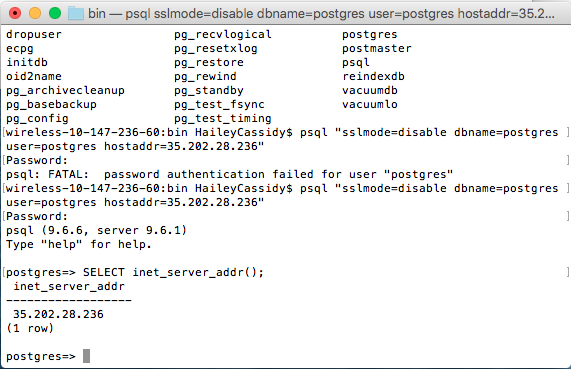 bin — psql sslmode=disable dbname=postgres user=postgres hostaddr=35.2...
dropuser pg_recvlogical postgres
ecpg pg_resetxlog postmaster
initdb pg_restore psql
oid2name pg_rewind reindexdb
pg_archivecleanup pg_standby vacuumdb
pg_basebackup pg_test_fsync vacuumlo
pg_config pg_test_timing
[wireless-10-147-236-60:bin HaileyCassidy$ psql "sslmode=disable dbname=postgres ]
user=postgres hostaddr=35.202.28.236"
[Password: ]
psql: FATAL:  password authentication failed for user "postgres"
[wireless-10-147-236-60:bin HaileyCassidy$ psql "sslmode=disable dbname=postgres ]
user=postgres hostaddr=35.202.28.236"
[Password: ]
psql (9.6.6, server 9.6.1)
Type "help" for help.
[postgres=> SELECT inet_server_addr(); ]
inet_server_addr
------------------
35.202.28.236
(1 row)
postgres=>